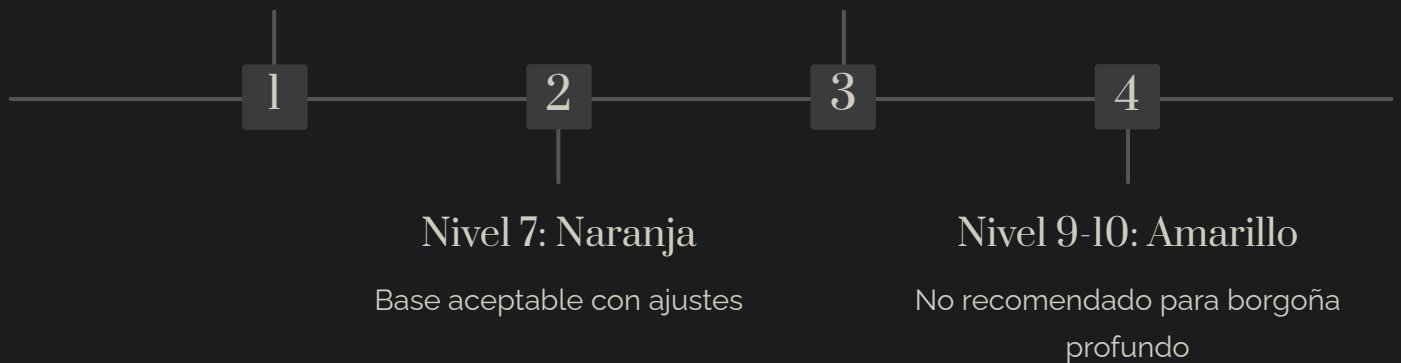 1
2
3
4
Nivel 7: Naranja
Base aceptable con ajustes
Nivel 9-10: Amarillo
No recomendado para borgoña
profundo